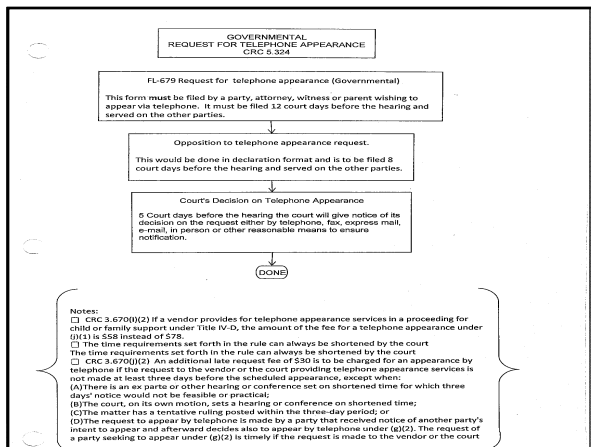 GOVERNMENTAL
REQUEST FOR TELEPHONE APPEARANCE
CRC 5.324
FL-679 Request for telephone appearance (Governmental)
This form must be filed by a party, attorney, witness or parent wishing to
appear via telephone. It must be filed 12 court days before the hearing and
served on the other parties.
Opposition to telephone appearance request.
This would be done in declaration format and is to be filed 8
court days before the hearing and served on the other parties.
Court's Decision on Telephone Appearance
5 Court days before the hearing the court will give notice of its
decision on the request either by telephone, fax, express mail,
e-mail, in person or other reasonable means to ensure
notification.
DONE
Notes:
☐ CRC 3.670(l)(2) If a vendor provides for telephone appearance services in a proceeding for
child or family support under Title IV-D, the amount of the fee for a telephone appearance under
(j)(1) is $58 instead of $78.
☐ The time requirements set forth in the rule can always be shortened by the court
The time requirements set forth in the rule can always be shortened by the court
☐ CRC 3.670(j)(2) An additional late request fee of $30 is to be charged for an appearance by
telephone if the request to the vendor or the court providing telephone appearance services is
not made at least three days before the scheduled appearance, except when:
(A)There is an ex parte or other hearing or conference set on shortened time for which three
days' notice would not be feasible or practical;
(B)The court, on its own motion, sets a hearing or conference on shortened time;
(C)The matter has a tentative ruling posted within the three-day period; or
(D)The request to appear by telephone is made by a party that received notice of another party's
intent to appear and afterward decides also to appear by telephone under (g)(2). The request of
a party seeking to appear under (g)(2) is timely if the request is made to the vendor or the court